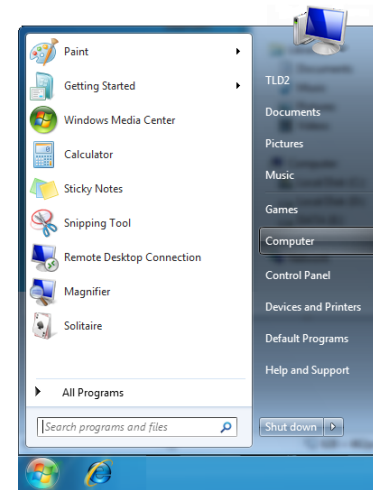 Paint
Getting Started
Windows Media Center
Calculator
Sticky Notes
Snipping Tool
Remote Desktop Connection
Magnifier
Solitaire
All Programs
Search programs and files
TLD2
Documents
Pictures
Music
Games
Computer
Control Panel
Devices and Printers
Default Programs
Help and Support
Shut down